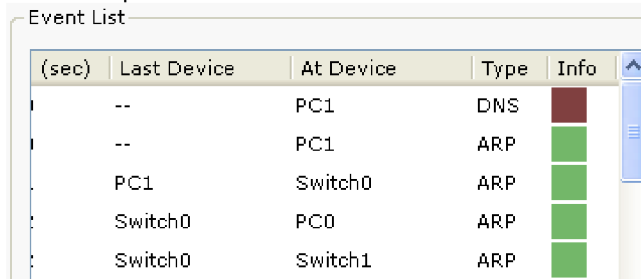 Event List
(sec) Last Device At Device Type Info
-- PC1 DNS
-- PC1 ARP
PC1 Switch0 ARP
Switch0 PC0 ARP
Switch0 Switch1 ARP